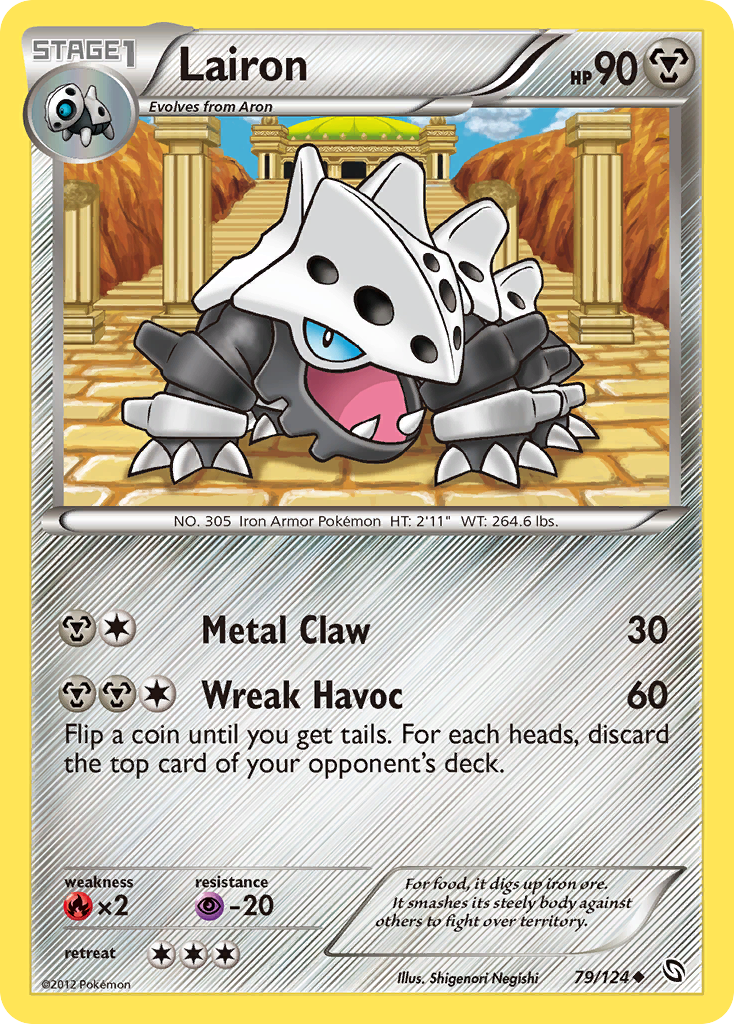 STAGE1
Lairon
HP 90
Evolves from Aron
NO. 305 Iron Armor Pokémon HT: 2'11" WT: 264.6 lbs.
Metal Claw 30
Wreak Havoc 60
Flip a coin until you get tails. For each heads, discard
the top card of your opponent's deck.
weakness resistance
×2 -20
retreat
For food, it digs up iron ore.
It smashes its steely body against
others to fight over territory.
©2012 Pokémon
Illus. Shigenori Negishi
79/124